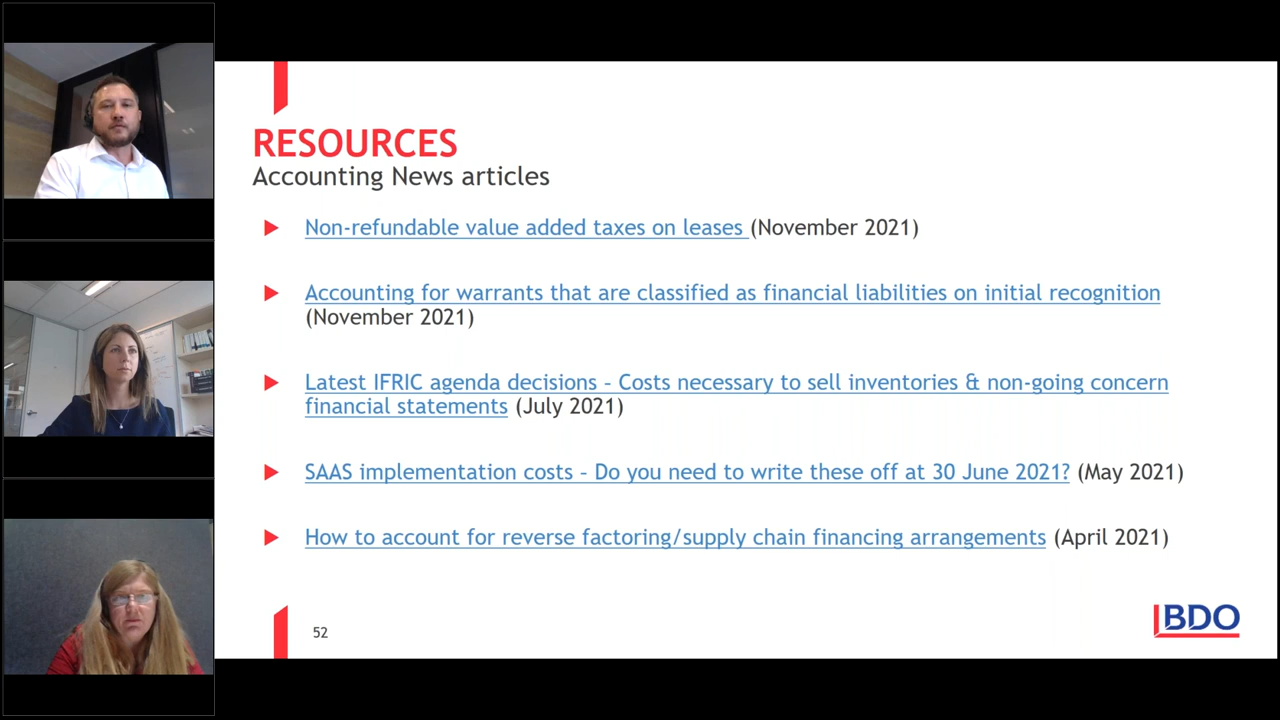 RESOURCES
Accounting News articles
Non-refundable value added taxes on leases (November 2021)
Accounting for warrants that are classified as financial liabilities on initial recognition
(November 2021)
Latest IFRIC agenda decisions – Costs necessary to sell inventories & non-going concern
financial statements (July 2021)
SAAS implementation costs – Do you need to write these off at 30 June 2021? (May 2021)
How to account for reverse factoring/supply chain financing arrangements (April 2021)
52
BDO